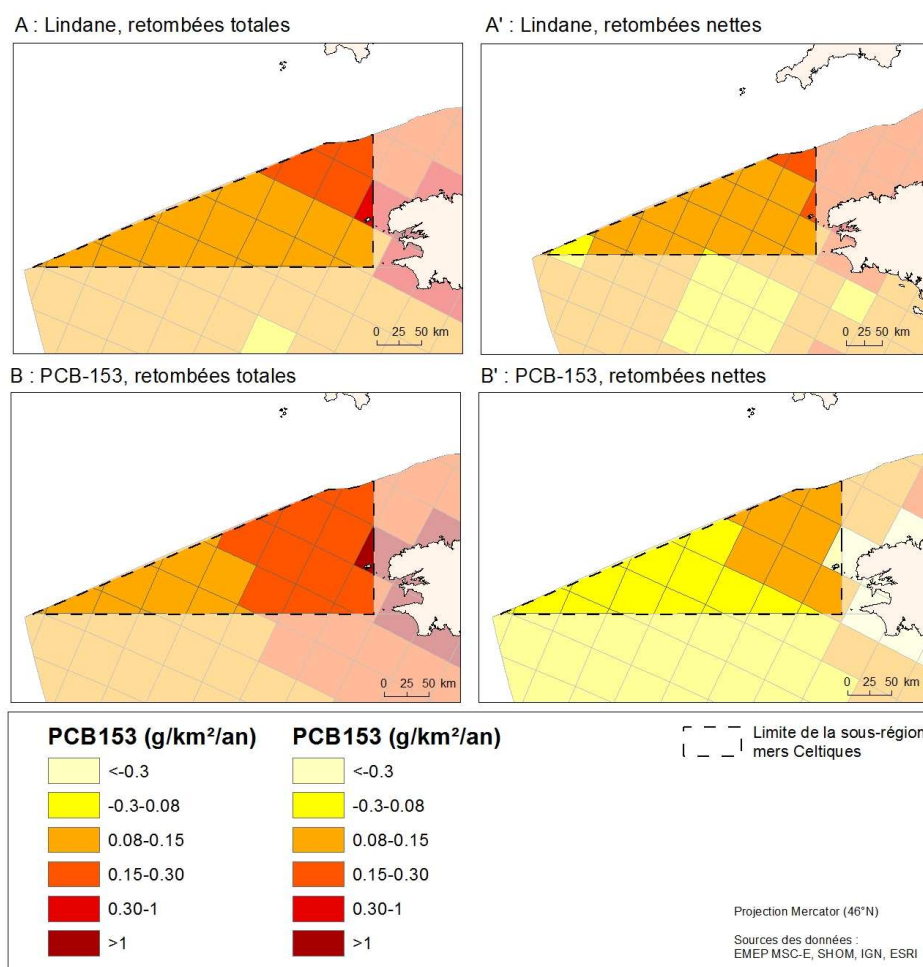 A : Lindane, retombées totales
A' : Lindane, retombées nettes
0 25 50 km
0 25 50 km
B : PCB-153, retombées totales
B' : PCB-153, retombées nettes
0 25 50 km
0 25 50 km
PCB153 (g/km²/an)
<-0.3
-0.3-0.08
0.08-0.15
0.15-0.30
0.30-1
>1
PCB153 (g/km²/an)
<-0.3
-0.3-0.08
0.08-0.15
0.15-0.30
0.30-1
>1
Limite de la sous-région
mers Celtiques
Projection Mercator (46°N)
Sources des données :
EMEP MSC-E, SHOM, IGN, ESRI